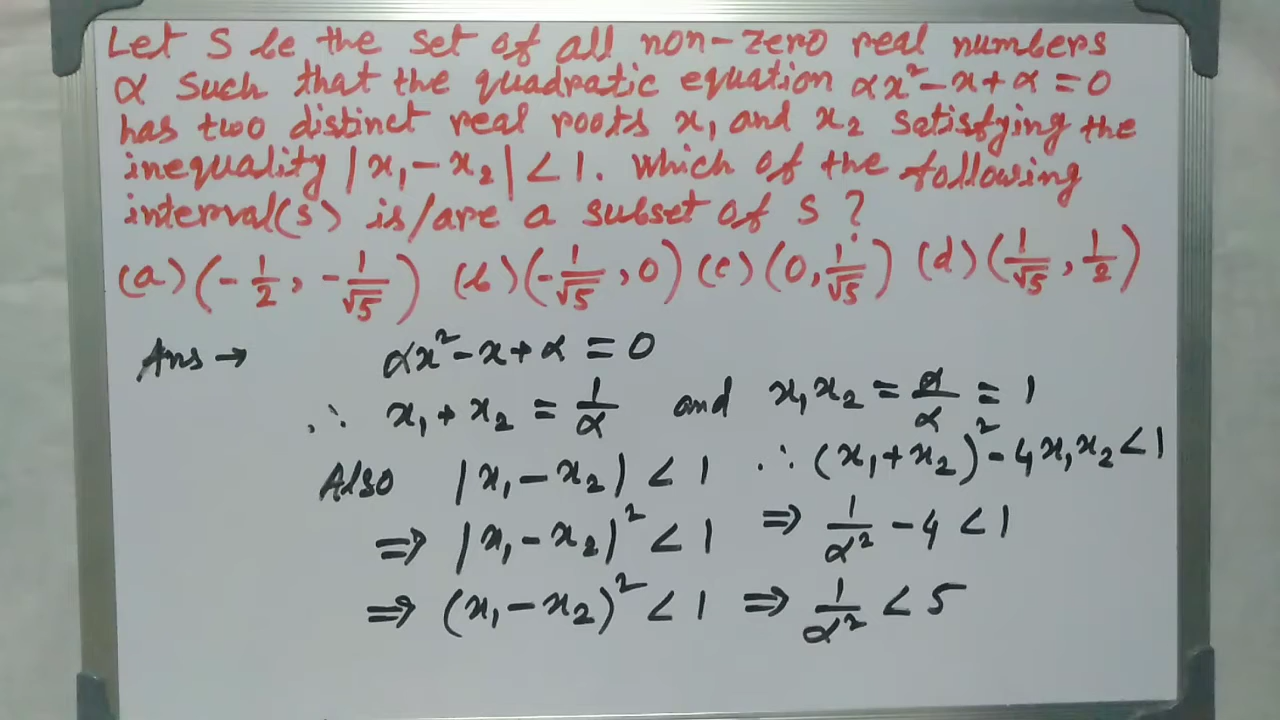 Let S be the set of all non-zero real numbers
α such that the quadratic equation αx²-x+α=0
has two distinct real roots x₁ and x₂ satisfying the
inequality |x₁-x₂|<1. Which of the following
interval(s) is/are a subset of S?
(a) (-1/2, -1/√5) (b) (-1/√5, 0) (c) (0, 1/√5) (d) (1/√5, 1/2)
Ans → αx²-x+α=0
∴ x₁+x₂ = 1/α and x₁x₂ = α/α = 1
Also |x₁-x₂|<1 ∴ (x₁+x₂)²-4x₁x₂<1
⇒ |x₁-x₂|²<1 ⇒ 1/α² -4<1
⇒ (x₁-x₂)²<1 ⇒ 1/α² <5